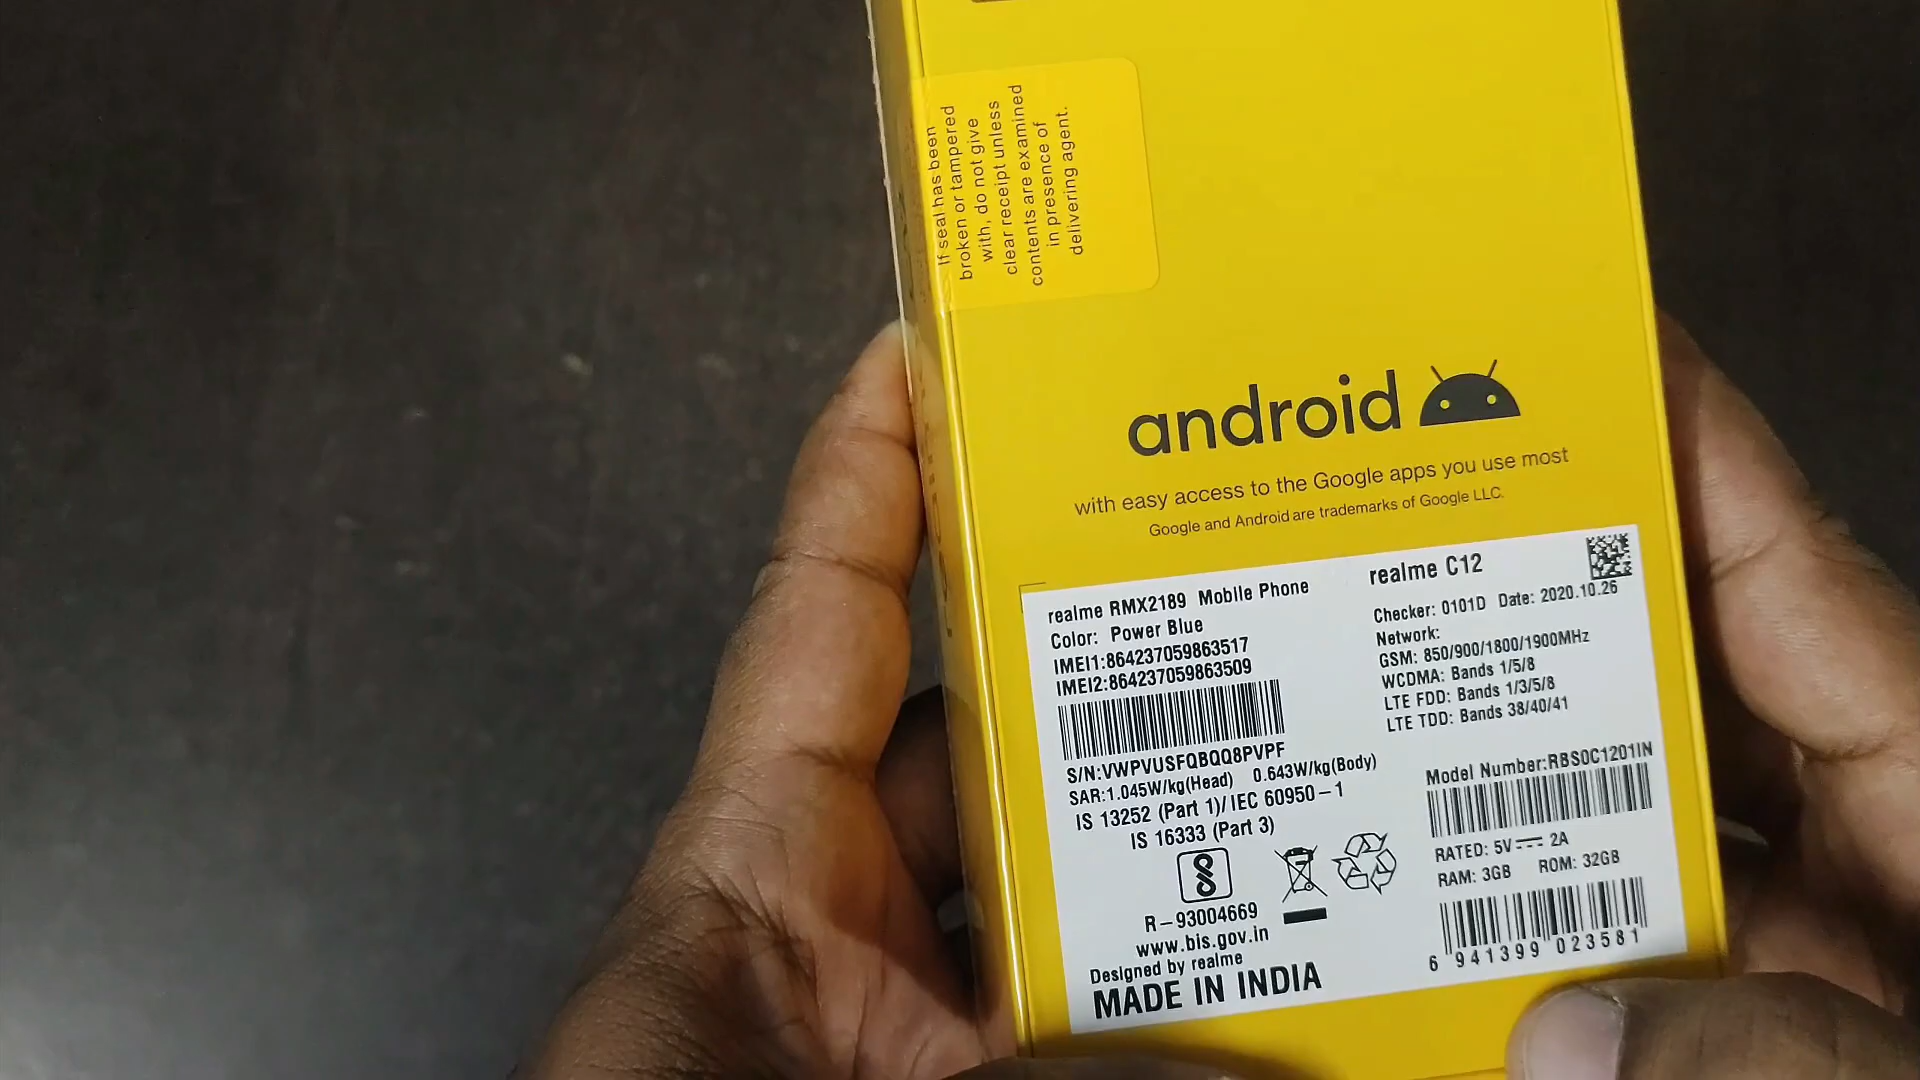 If seal has been
broken or tampered
with, do not give
clear receipt unless
contents are examined
in presence of
delivering agent.
android
with easy access to the Google apps you use most
Google and Android are trademarks of Google LLC.
realme RMX2189 Mobile Phone
Color: Power Blue
IMEI1:864237059863517
IMEI2:864237059863509
S/N:VWPVUSFQBQQ8PVPF
SAR:1.045W/kg(Head) 0.643W/kg(Body)
IS 13252 (Part 1)/ IEC 60950-1
IS 16333 (Part 3)
R-93004669
www.bis.gov.in
Designed by realme
MADE IN INDIA
realme C12
Checker: 0101D Date: 2020.10.26
Network:
GSM: 850/900/1800/1900MHz
WCDMA: Bands 1/5/8
LTE FDD: Bands 1/3/5/8
LTE TDD: Bands 38/40/41
Model Number:RBS0C1201IN
RATED: 5V⎓ 2A
RAM: 3GB ROM: 32GB
6 941399 023581